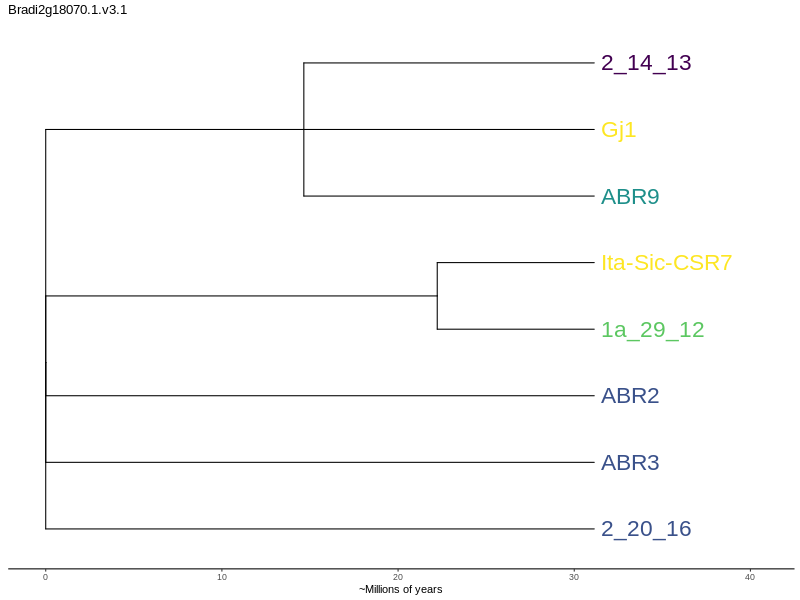 Bradi2g18070.1.v3.1
2_14_13
Gj1
ABR9
Ita-Sic-CSR7
1a_29_12
ABR2
ABR3
2_20_16
0 10 20 30 40
~Millions of years